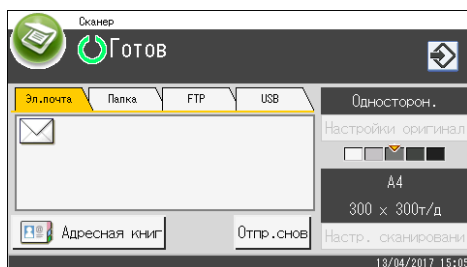 Сканер
Готов
Эл.почта Папка FTP USB
Односторон.
Настройки оригинал
A4
300 x 300т/д
Адресная книг Отпр.снов
Настр. сканировани
13/04/2017 15:05